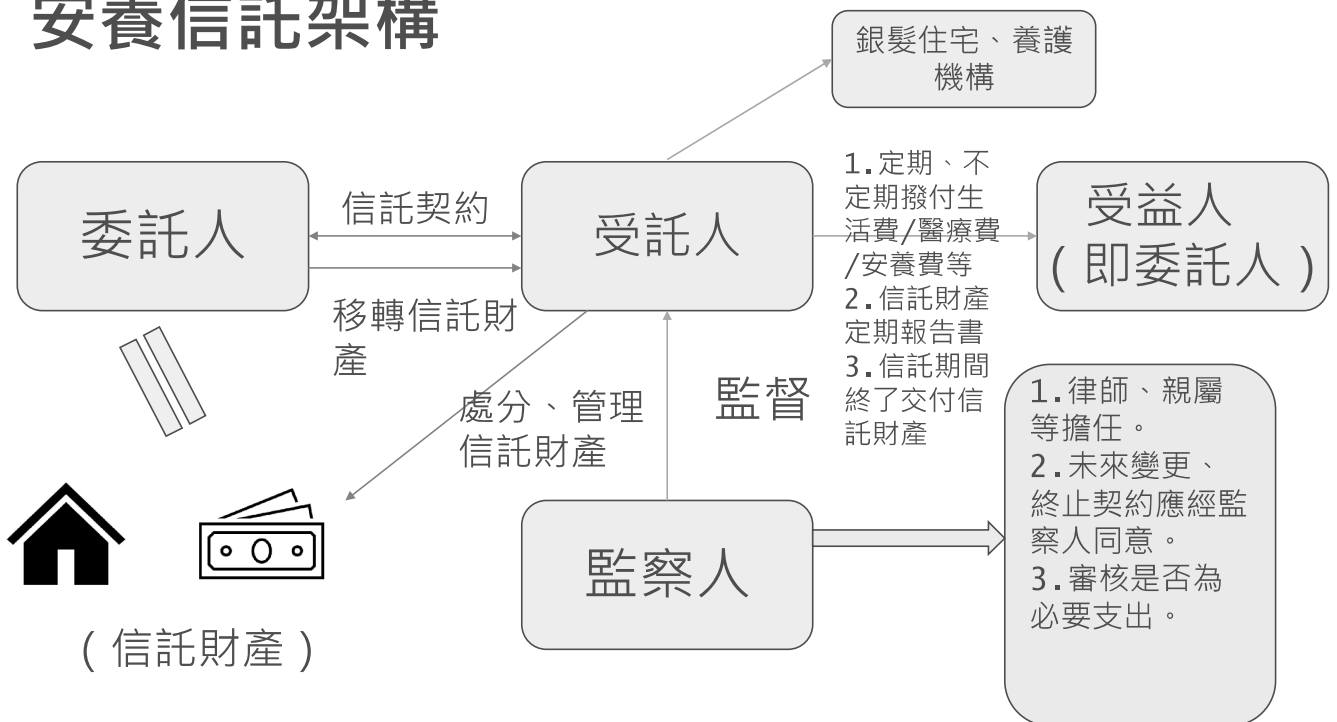 安養信託架構
銀髮住宅、養護
機構
委託人
信託契約
移轉信託財
產
受託人
1.定期、不
定期撥付生
活費/醫療費
/安養費等
2.信託財產
定期報告書
3.信託期間
終了交付信
託財產
受益人
(即委託人)
處分、管理
信託財產
監督
監察人
1.律師、親屬
等擔任。
2.未來變更、
終止契約應經監
察人同意。
3.審核是否為
必要支出。
(信託財產)